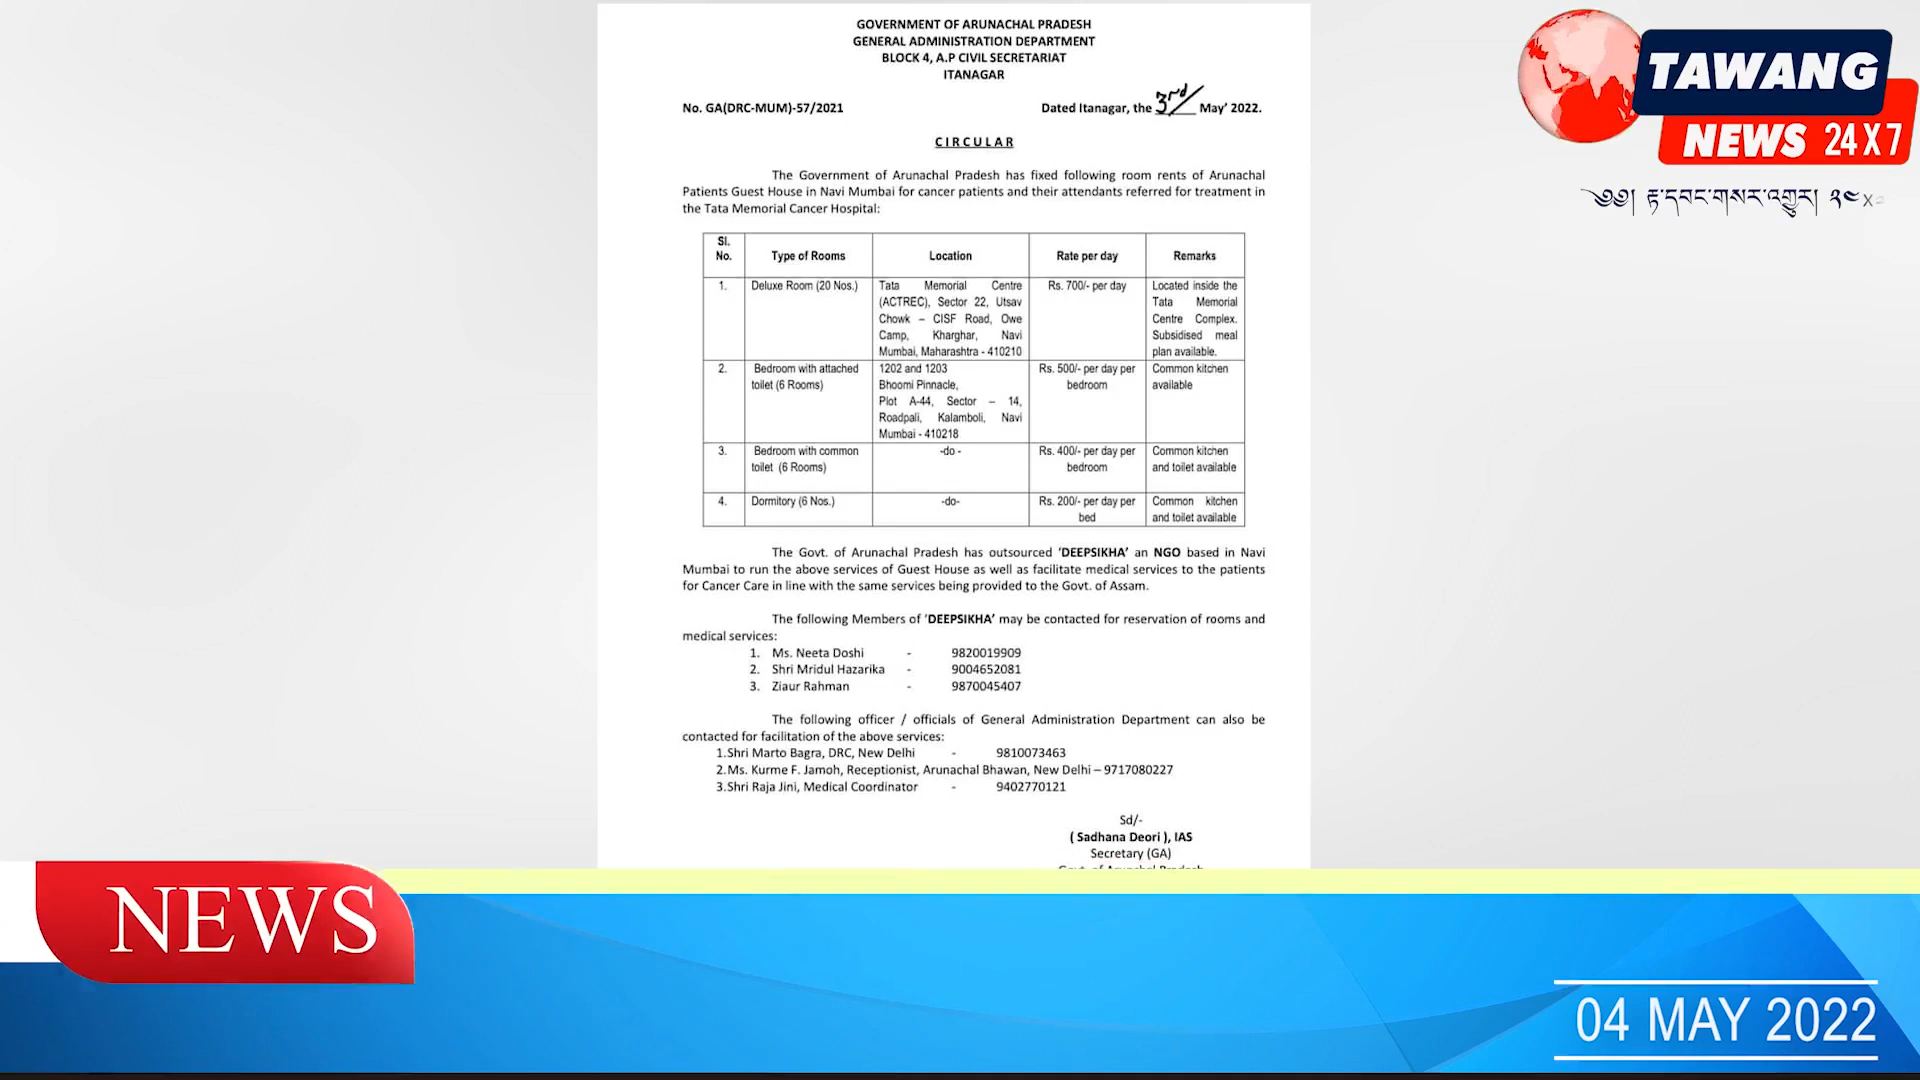 GOVERNMENT OF ARUNACHAL PRADESH
GENERAL ADMINISTRATION DEPARTMENT
BLOCK 4, A.P CIVIL SECRETARIAT
ITANAGAR
No. GA(DRC-MUM)-57/2021
Dated Itanagar, the 3rd/ May' 2022.
CIRCULAR
The Government of Arunachal Pradesh has fixed following room rents of Arunachal
Patients Guest House in Navi Mumbai for cancer patients and their attendants referred for treatment in
the Tata Memorial Cancer Hospital:
Sl. No. Type of Rooms Location Rate per day Remarks
1. Deluxe Room (20 Nos.) Tata Memorial Centre Rs. 700/- per day Located inside the
(ACTREC), Sector 22, Utsav Tata Memorial
Chowk – CISF Road, Owe Centre Complex.
Camp, Kharghar, Navi Subsidised meal
Mumbai, Maharashtra - 410210 plan available.
2. Bedroom with attached 1202 and 1203 Rs. 500/- per day per Common kitchen
toilet (6 Rooms) Bhoomi Pinnacle, bedroom available
Plot A-44, Sector – 14,
Roadpali, Kalamboli, Navi
Mumbai - 410218
3. Bedroom with common -do - Rs. 400/- per day per Common kitchen
toilet (6 Rooms) bedroom and toilet available
4. Dormitory (6 Nos.) -do- Rs. 200/- per day per Common kitchen
bed and toilet available
The Govt. of Arunachal Pradesh has outsourced 'DEEPSIKHA' an NGO based in Navi
Mumbai to run the above services of Guest House as well as facilitate medical services to the patients
for Cancer Care in line with the same services being provided to the Govt. of Assam.
The following Members of 'DEEPSIKHA' may be contacted for reservation of rooms and
medical services:
1. Ms. Neeta Doshi - 9820019909
2. Shri Mridul Hazarika - 9004652081
3. Ziaur Rahman - 9870045407
The following officer / officials of General Administration Department can also be
contacted for facilitation of the above services:
1.Shri Marto Bagra, DRC, New Delhi - 9810073463
2.Ms. Kurme F. Jamoh, Receptionist, Arunachal Bhawan, New Delhi – 9717080227
3.Shri Raja Jini, Medical Coordinator - 9402770121
Sd/-
( Sadhana Deori ), IAS
Secretary (GA)
TAWANG
NEWS 24X7
༄༅། རྟ་དབང་གསར་འགྱུར། ༢༤x
NEWS
04 MAY 2022